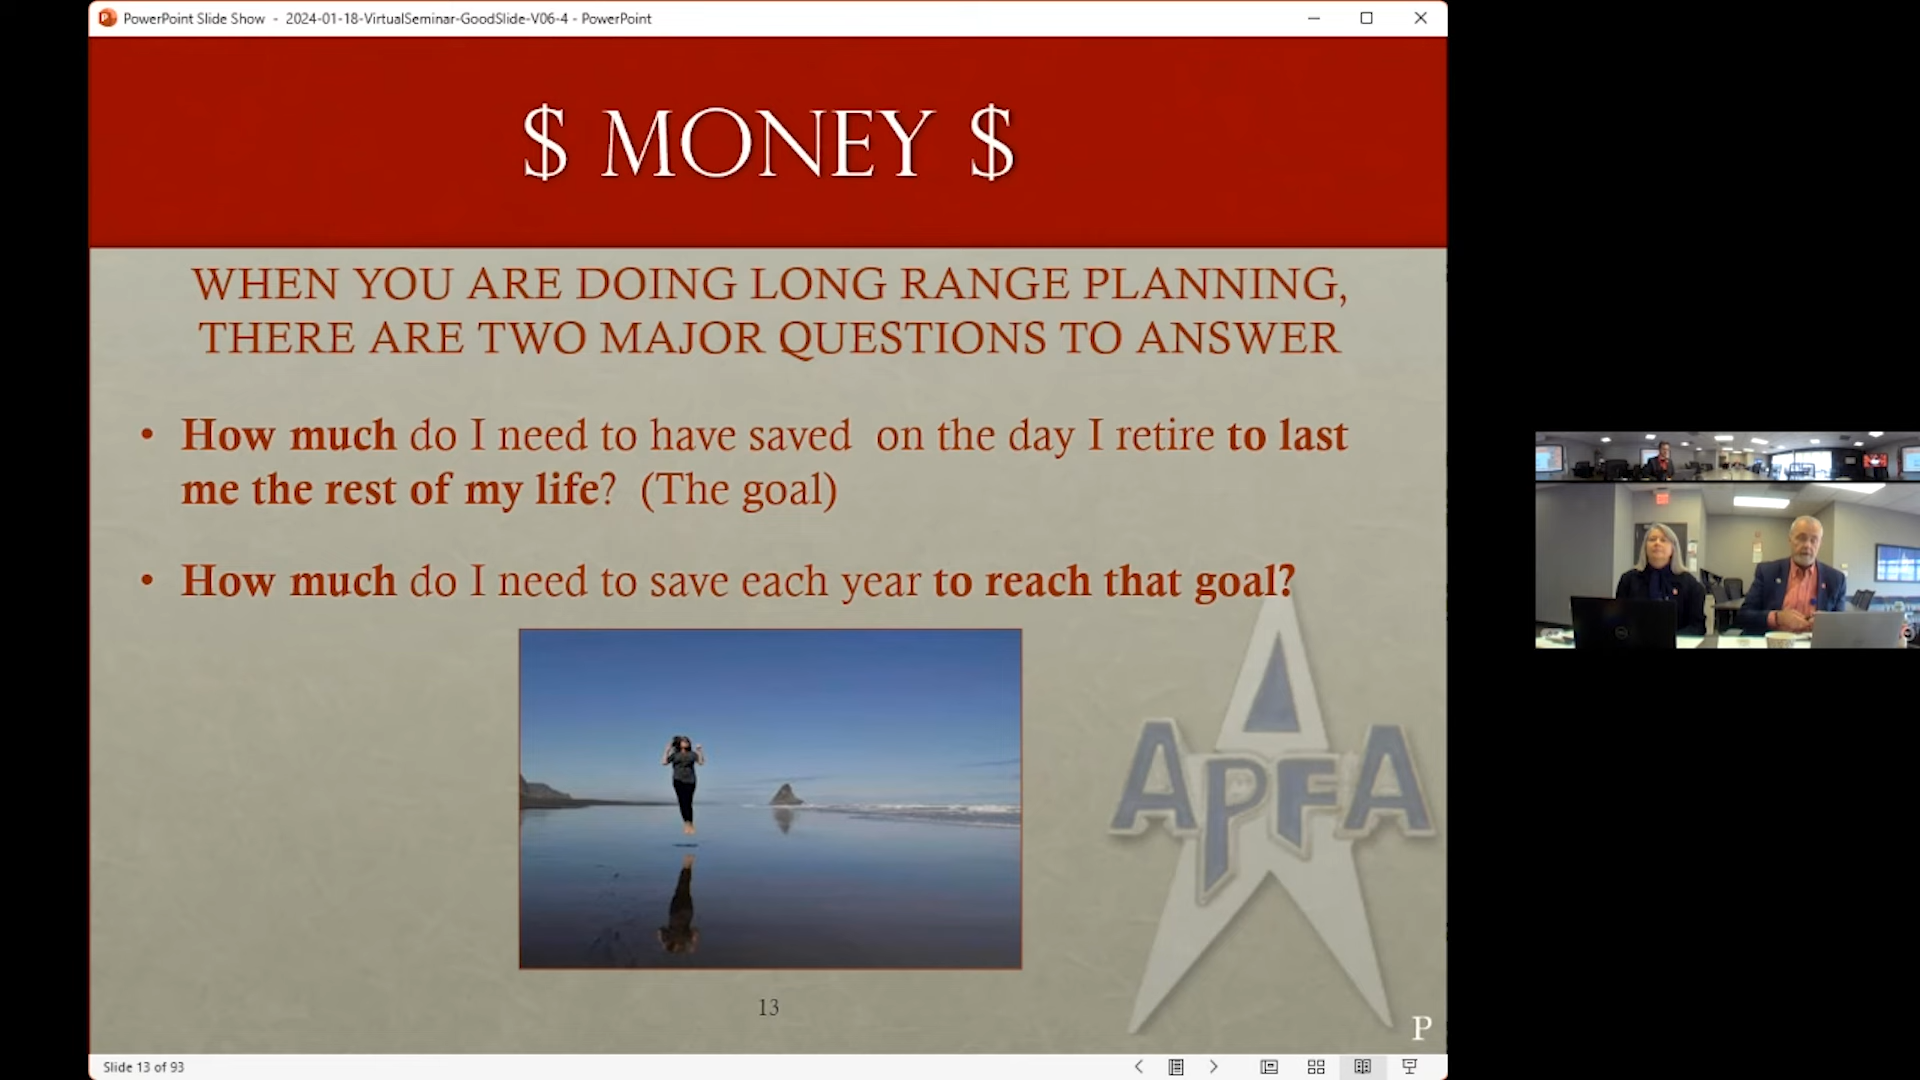 PowerPoint Slide Show - 2024-01-18-VirtualSeminar-GoodSlide-V06-4 - PowerPoint
$ MONEY $
WHEN YOU ARE DOING LONG RANGE PLANNING,
THERE ARE TWO MAJOR QUESTIONS TO ANSWER
• How much do I need to have saved on the day I retire to last
me the rest of my life? (The goal)
• How much do I need to save each year to reach that goal?
APFA
13
P
Slide 13 of 93